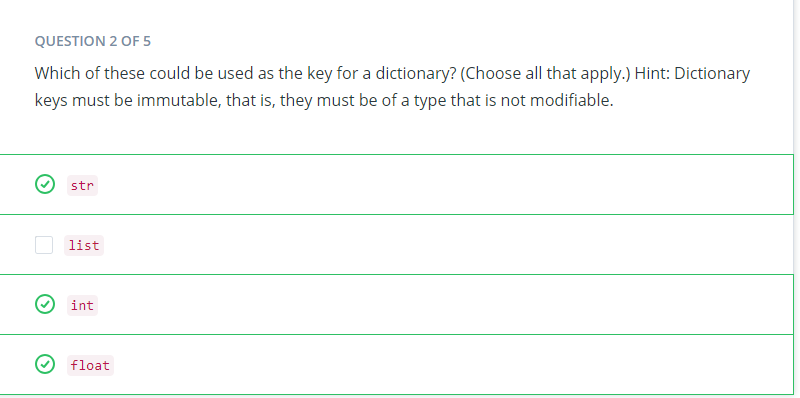 QUESTION 2 OF 5
Which of these could be used as the key for a dictionary? (Choose all that apply.) Hint: Dictionary
keys must be immutable, that is, they must be of a type that is not modifiable.
str
list
int
float